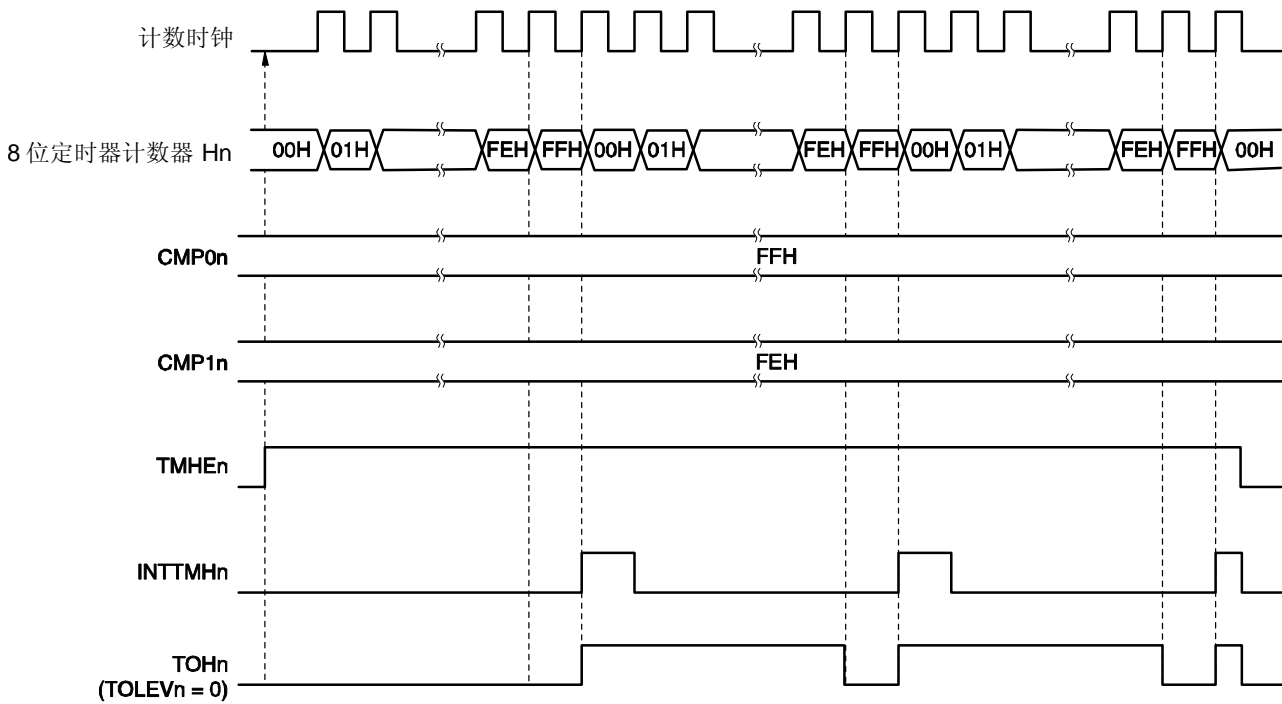 计数时钟
8 位定时器计数器 Hn
00H 01H FEH FFH 00H 01H FEH FFH 00H 01H FEH FFH 00H
CMP0n
FFH
CMP1n
FEH
TMHEn
INTTMHn
TOHn
(TOLEVn = 0)